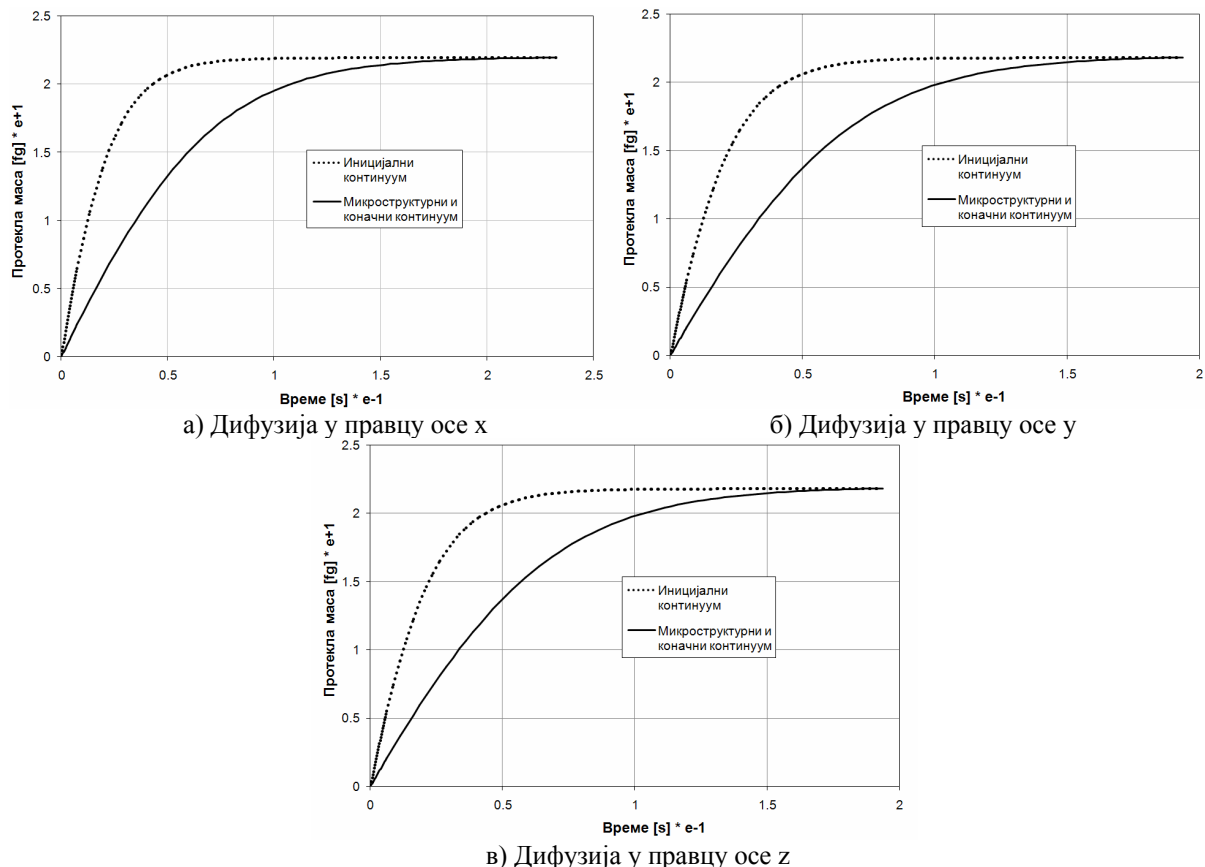 2.5
2
1.5
1
0.5
0
Протекла маса [fg] * e+1
Иницијални
континуум
Микроструктурни и
коначни континуум
0 0.5 1 1.5 2 2.5
Време [s] * e-1
а) Дифузија у правцу осе x
2.5
2
1.5
1
0.5
0
Протекла маса [fg] * e+1
Иницијални
континуум
Микроструктурни и
коначни континуум
0 0.5 1 1.5 2
Време [s] * e-1
б) Дифузија у правцу осе y
2.5
2
1.5
1
0.5
0
Протекла маса [fg] * e+1
Иницијални
континуум
Микроструктурни и
коначни континуум
0 0.5 1 1.5 2
Време [s] * e-1
в) Дифузија у правцу осе z